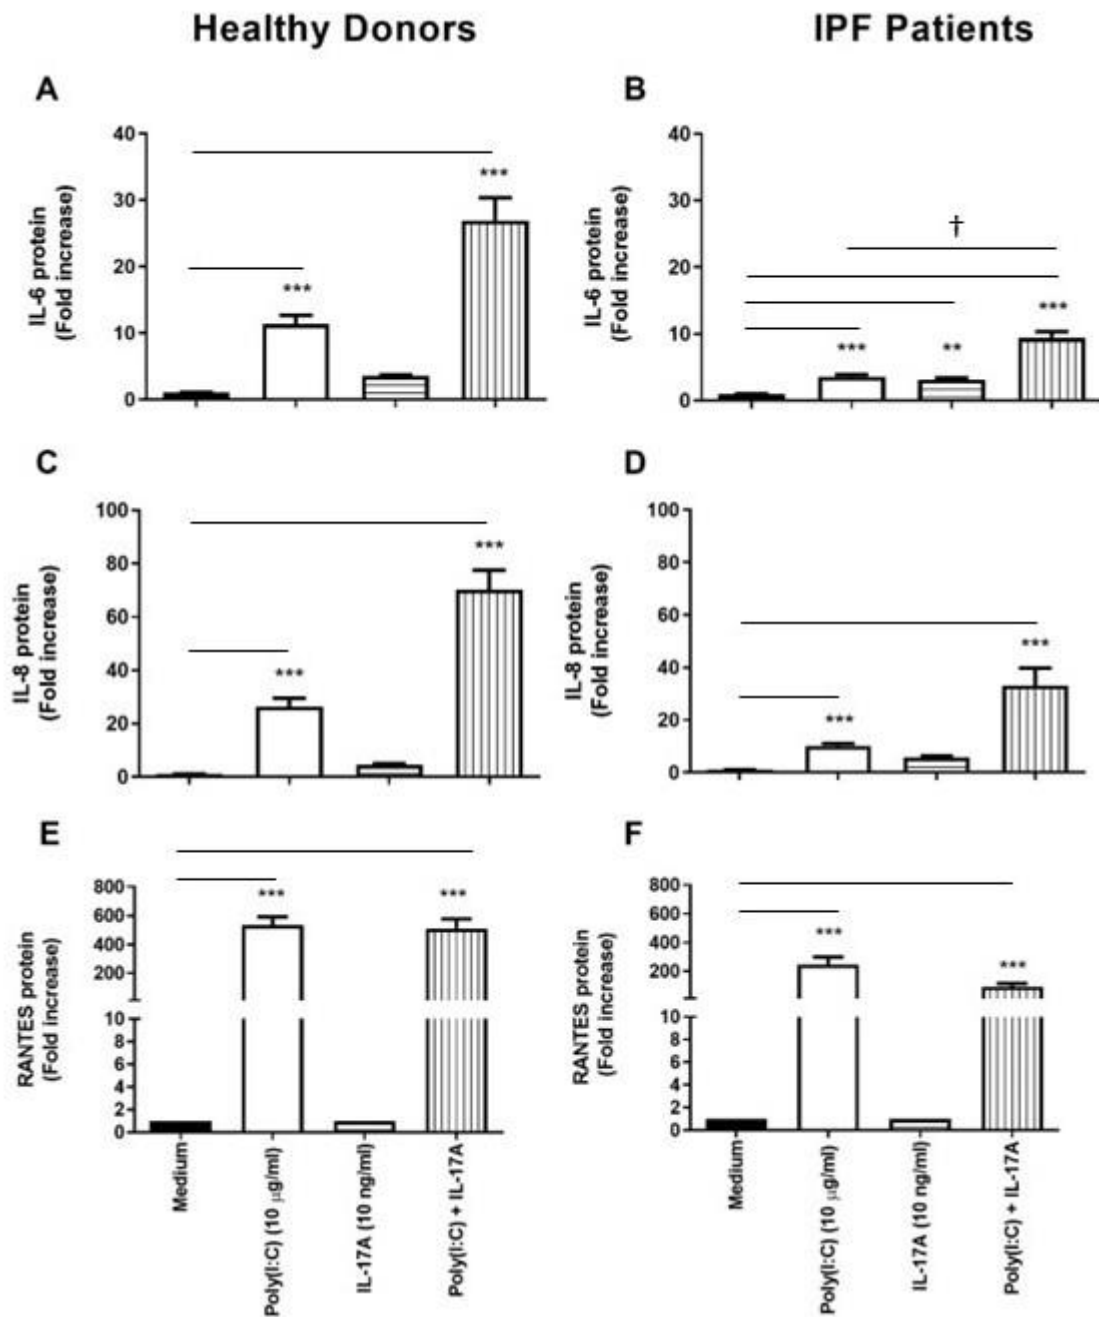 Healthy Donors
IPF Patients
A
IL-6 protein
(Fold increase)
40
30
20
10
0
***
***
B
IL-6 protein
(Fold increase)
40
30
20
10
0
†
***
**
***
C
IL-8 protein
(Fold increase)
100
80
60
40
20
0
***
***
D
IL-8 protein
(Fold increase)
100
80
60
40
20
0
***
***
E
RANTES protein
(Fold increase)
800
600
400
200
10
8
6
4
2
0
***
***
Medium
Poly(I:C) (10 µg/ml)
IL-17A (10 ng/ml)
Poly(I:C) + IL-17A
F
RANTES protein
(Fold increase)
800
600
400
200
10
8
6
4
2
0
***
***
Medium
Poly(I:C) (10 µg/ml)
IL-17A (10 ng/ml)
Poly(I:C) + IL-17A